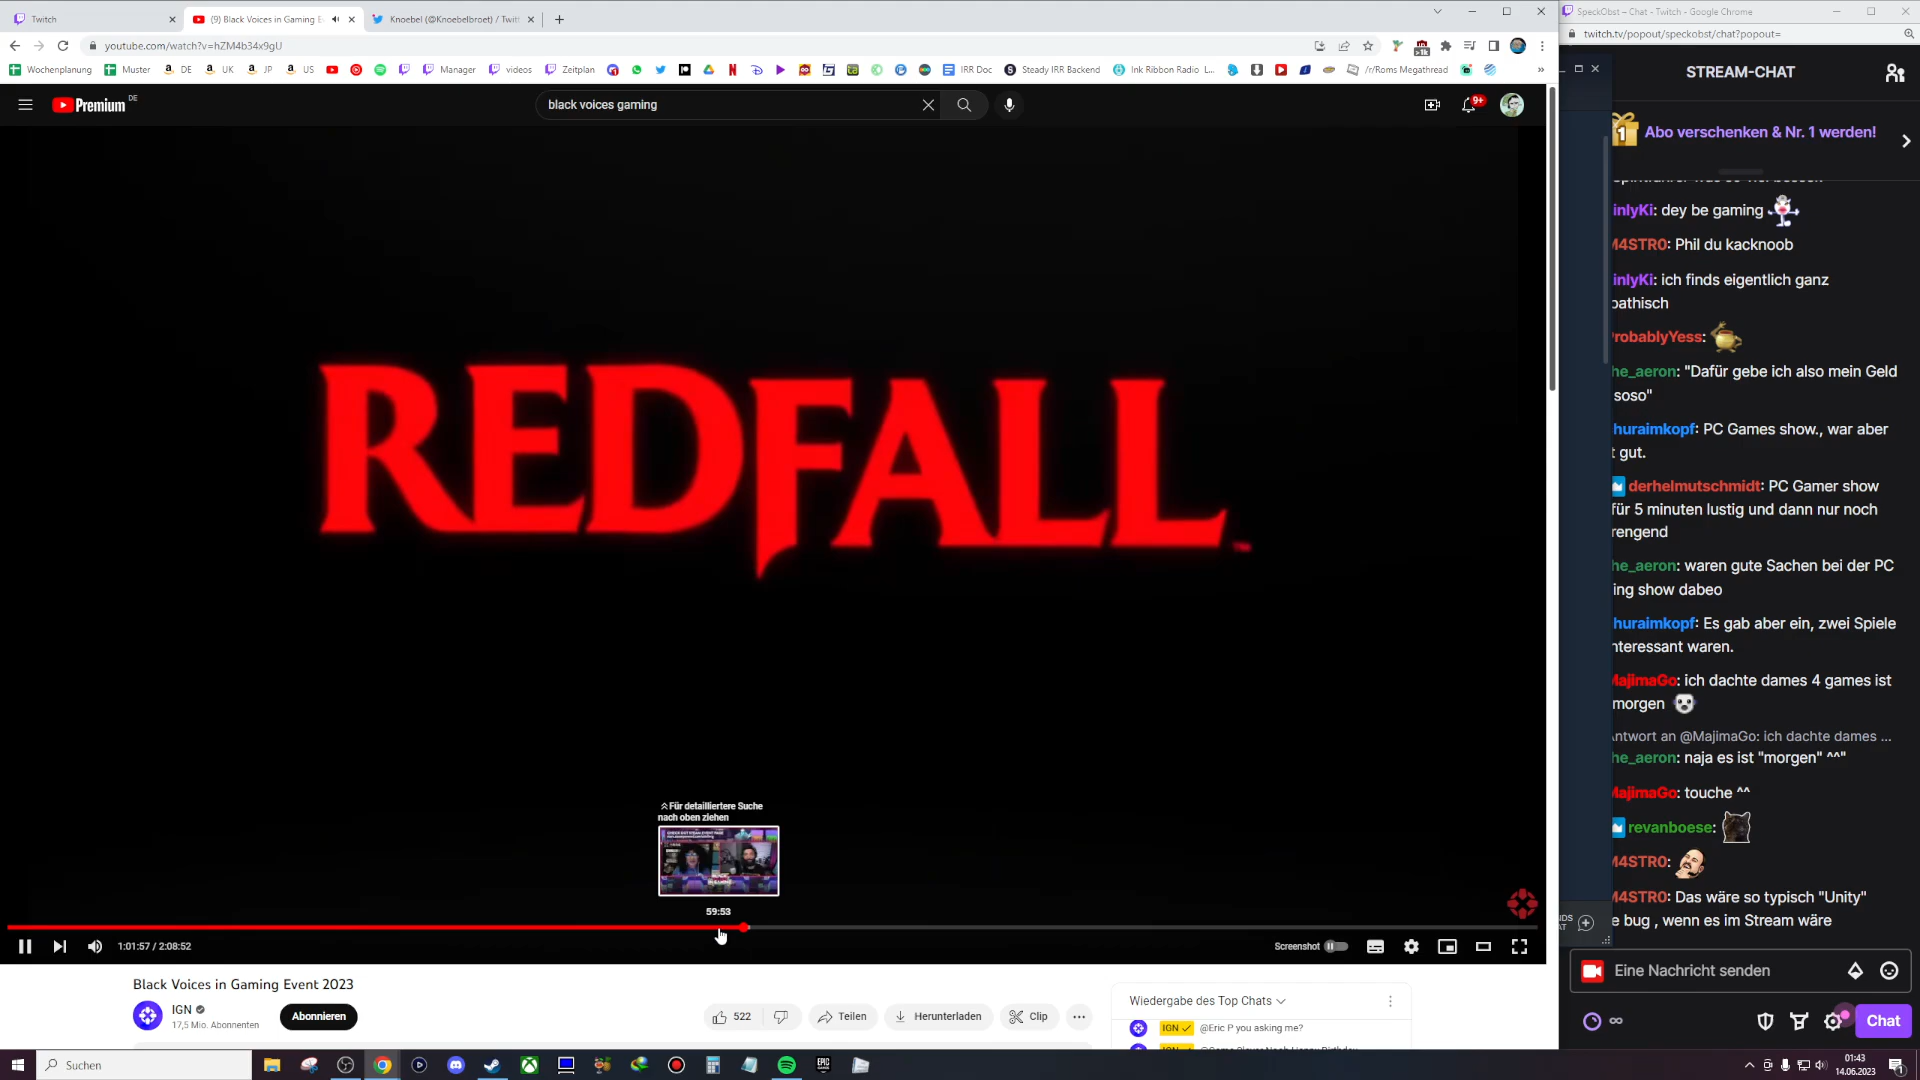 Twitch
(9) Black Voices in Gaming E
Knoebel (@Knoebelbroet) / Twit
SpeckObst – Chat - Twitch - Google Chrome
youtube.com/watch?v=hZM4b34x9gU
twitch.tv/popout/speckobst/chat?popout=
Wochenplanung
Muster
DE
UK
JP
US
Manager
videos
Zeitplan
IRR Doc
Steady IRR Backend
Ink Ribbon Radio L...
/r/Roms Megathread
Premium DE
black voices gaming
9+
STREAM-CHAT
1 Abo verschenken & Nr. 1 werden!
inlyKi: dey be gaming
M4STR0: Phil du kacknoob
inlyKi: ich finds eigentlich ganz
pathisch
robablyYess:
he_aeron: "Dafür gebe ich also mein Geld
soso"
huraimkopf: PC Games show., war aber
t gut.
derhelmutschmidt: PC Gamer show
für 5 minuten lustig und dann nur noch
rengend
he_aeron: waren gute Sachen bei der PC
ing show dabeo
huraimkopf: Es gab aber ein, zwei Spiele
nteressant waren.
MajimaGo: ich dachte dames 4 games ist
morgen
Antwort an @MajimaGo: ich dachte dames ...
he_aeron: naja es ist "morgen" ^^"
MajimaGo: touche ^^
revanboese:
M4STR0:
M4STR0: Das wäre so typisch "Unity"
e bug , wenn es im Stream wäre
Eine Nachricht senden
Chat
REDFALL
Für detailliertere Suche
nach oben ziehen
59:53
1:01:57 / 2:08:52
Screenshot
Black Voices in Gaming Event 2023
IGN
17,5 Mio. Abonnenten
Abonnieren
522
Teilen
Herunterladen
Clip
Wiedergabe des Top Chats
IGN @Eric P you asking me?
Suchen
01:43
14.06.2023